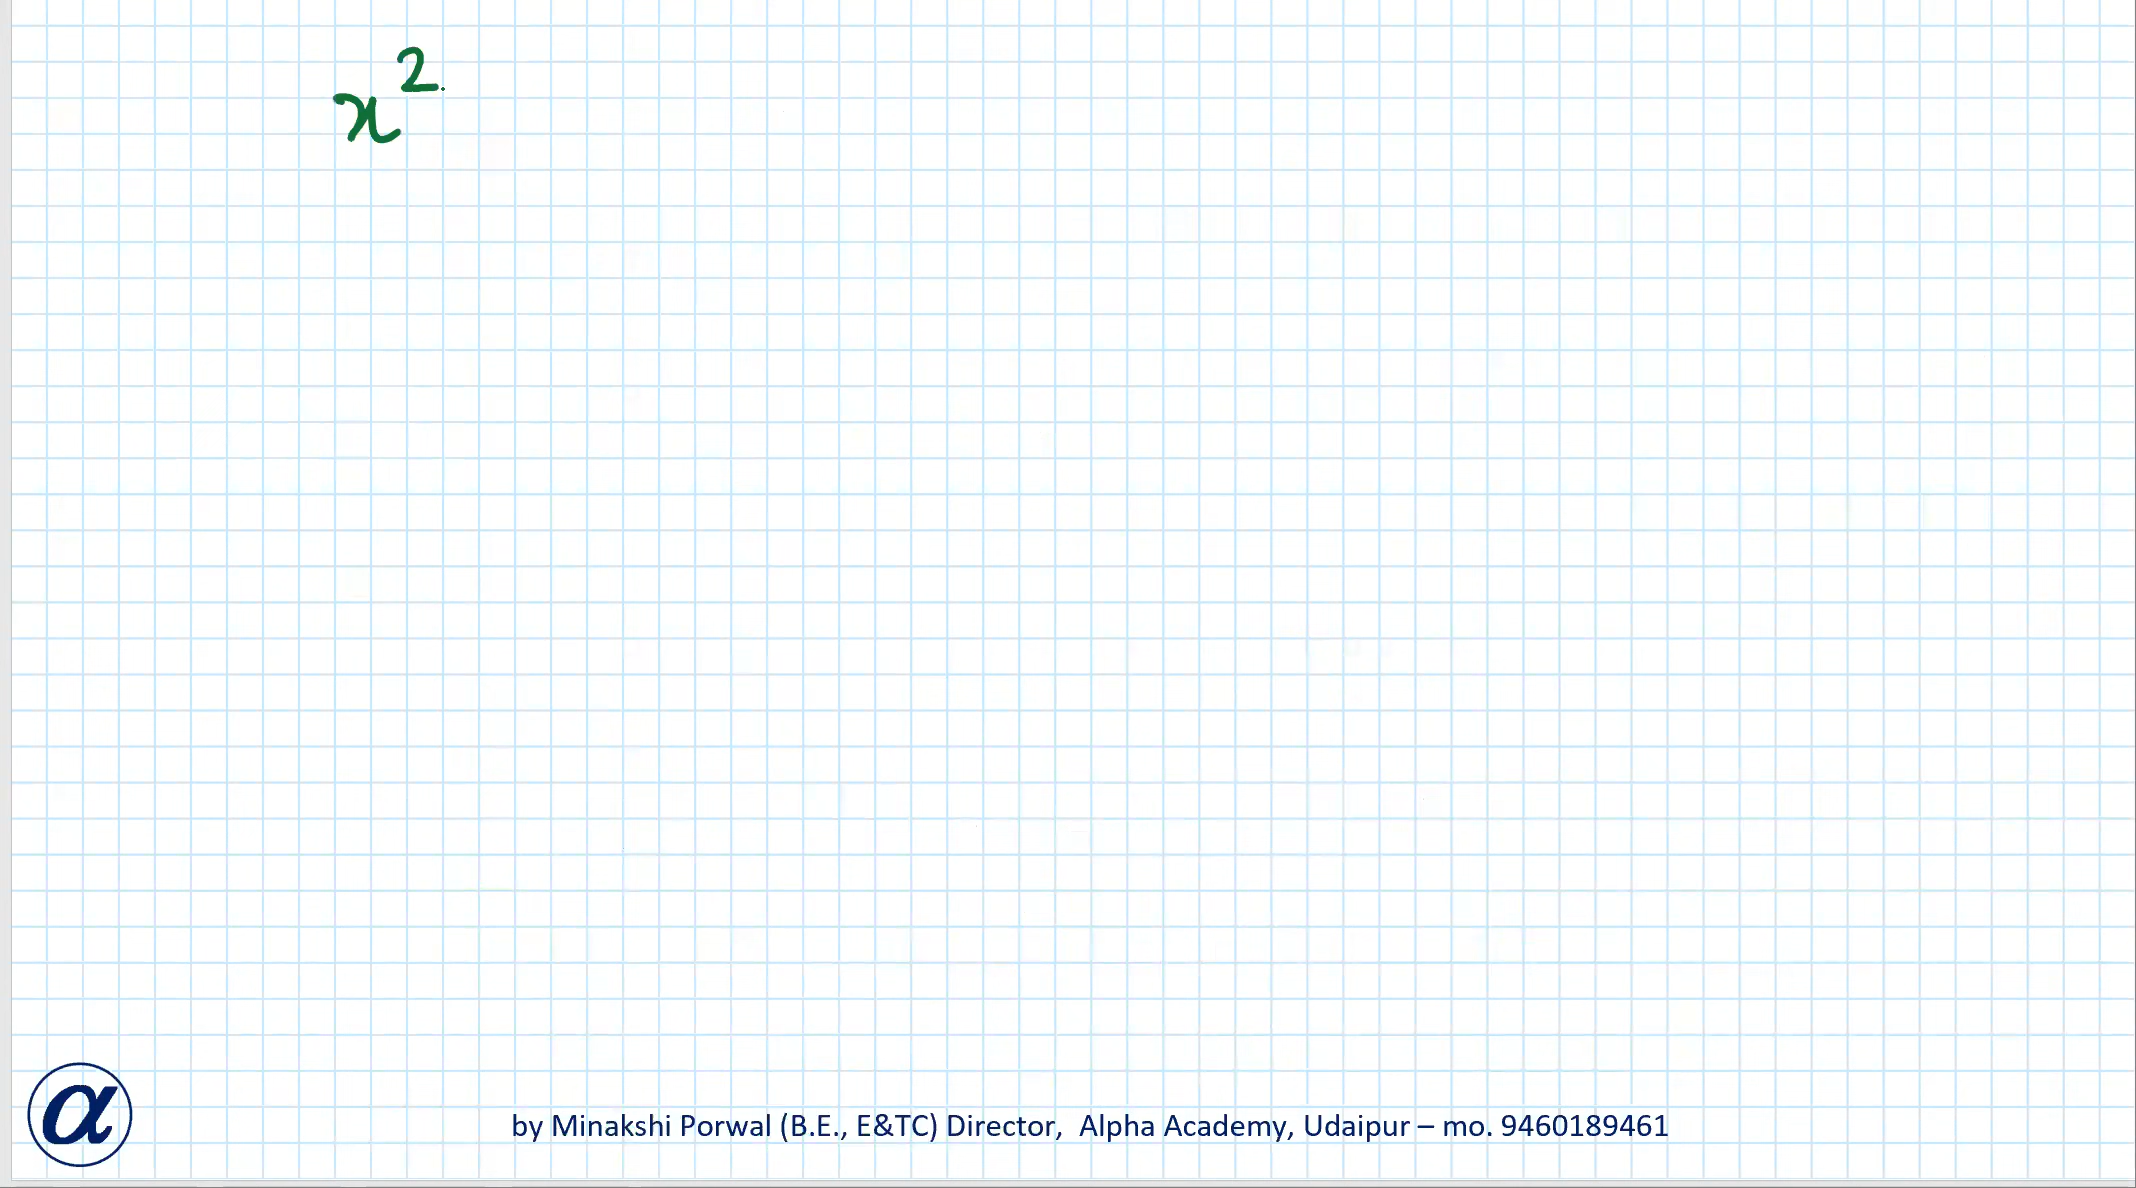 x²
α
by Minakshi Porwal (B.E., E&TC) Director, Alpha Academy, Udaipur – mo. 9460189461